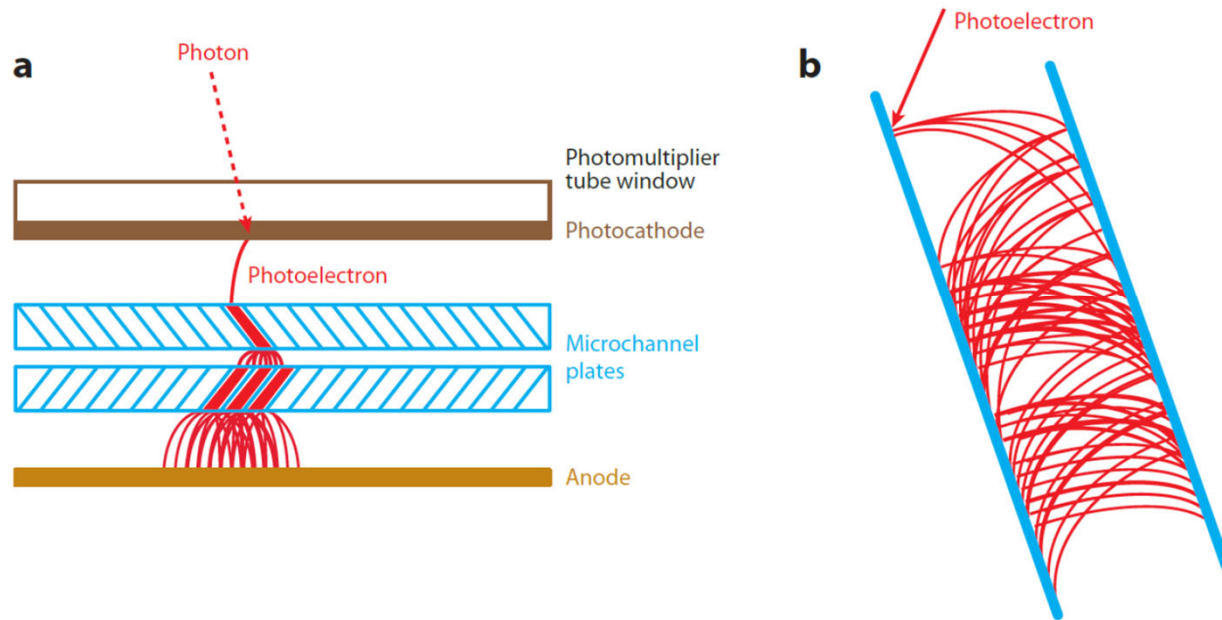 a
Photon
Photomultiplier
tube window
Photocathode
Photoelectron
Microchannel
plates
Anode
b
Photoelectron